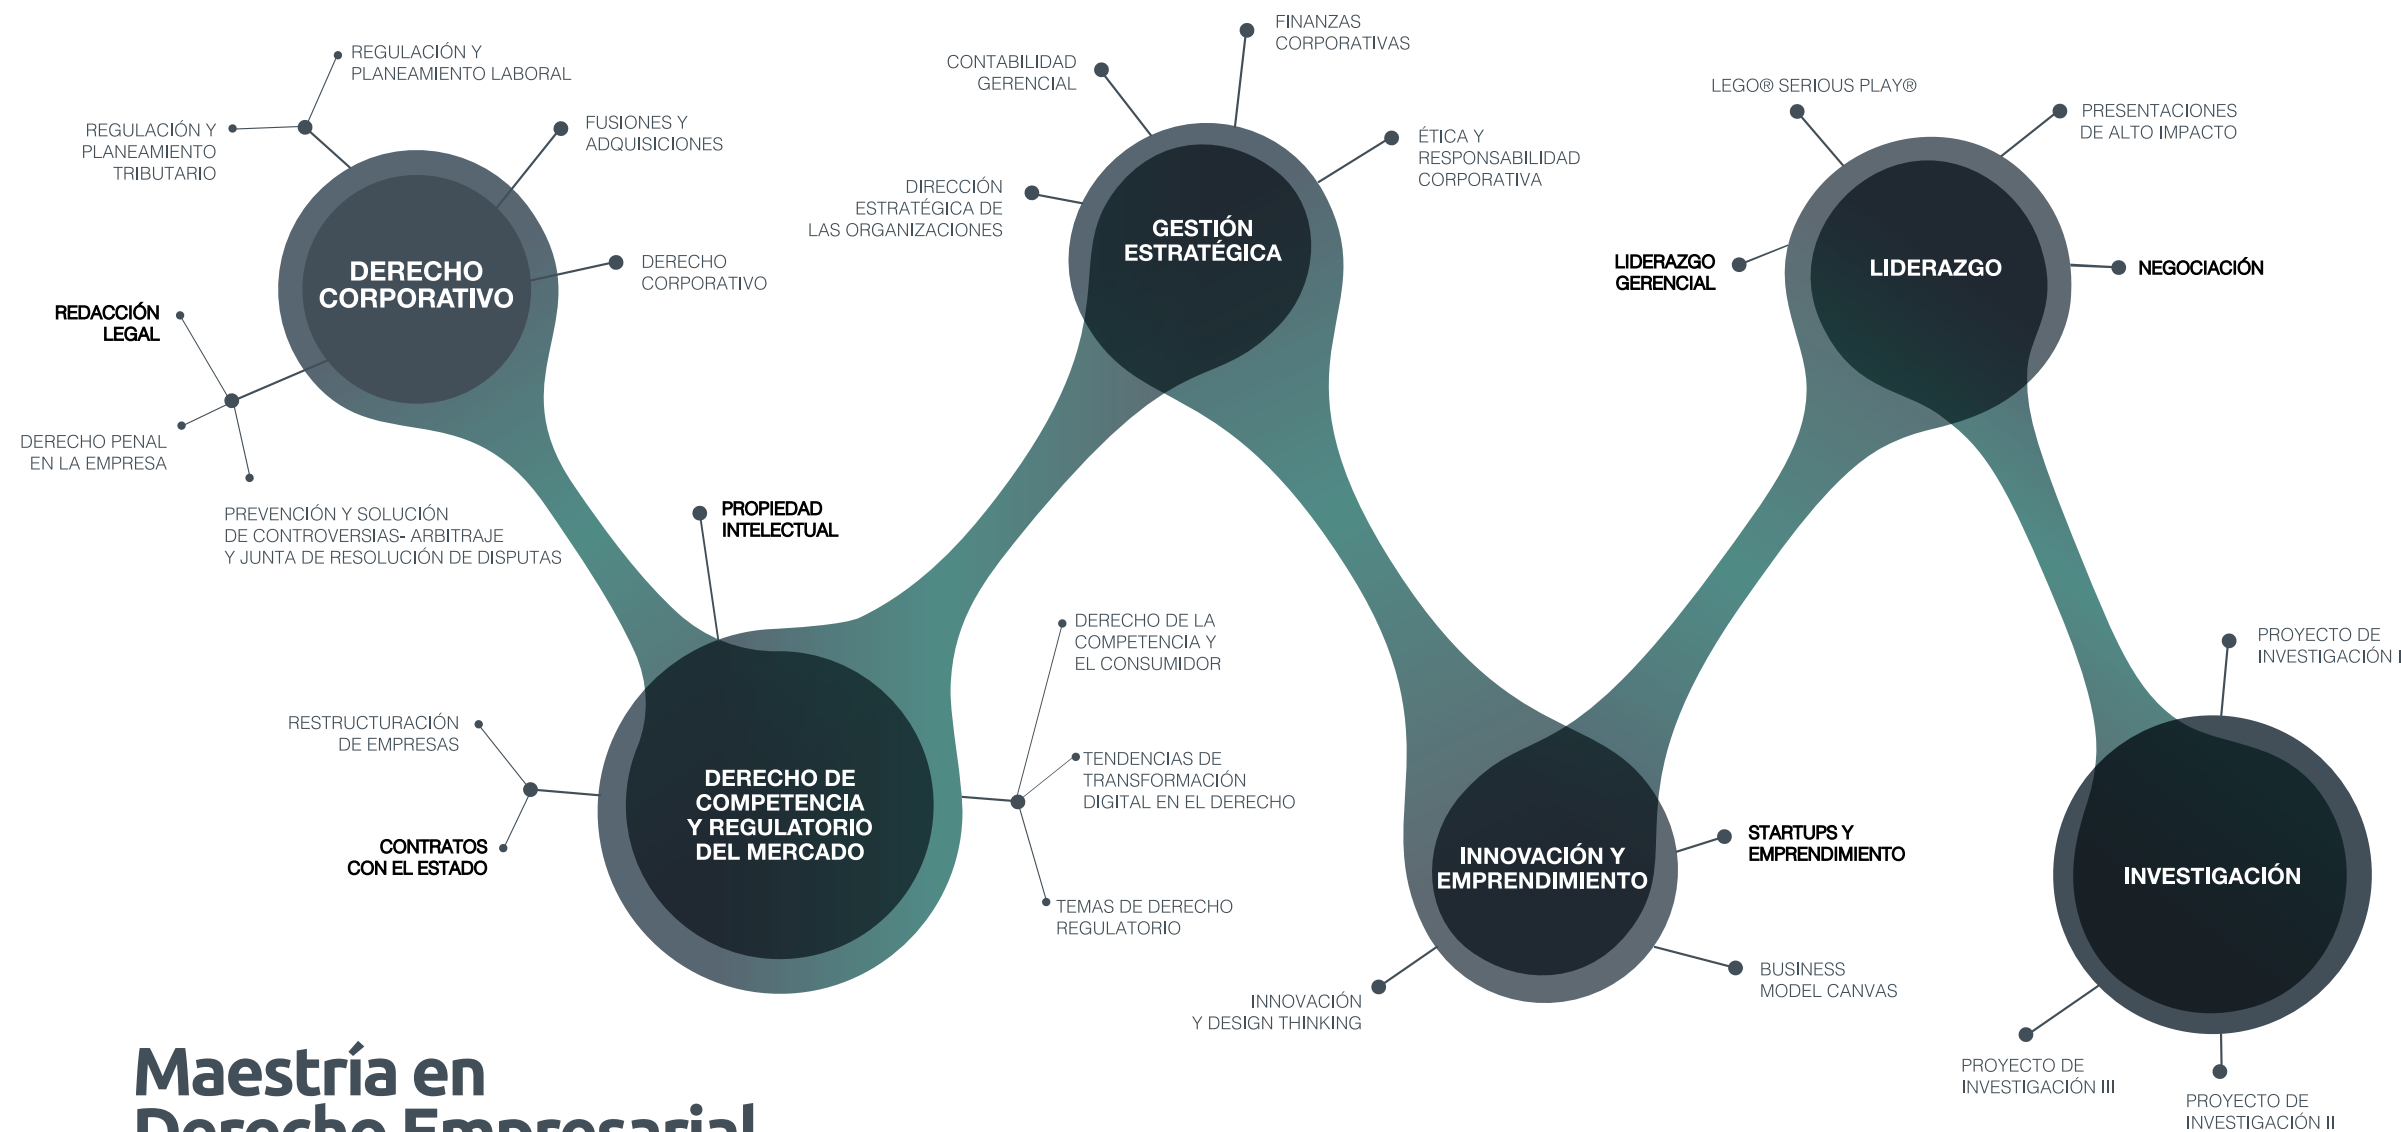 REGULACIÓN Y
PLANEAMIENTO LABORAL
REGULACIÓN Y
PLANEAMIENTO
TRIBUTARIO
FUSIONES Y
ADQUISICIONES
DERECHO
CORPORATIVO
DERECHO
CORPORATIVO
REDACCIÓN
LEGAL
DERECHO PENAL
EN LA EMPRESA
PREVENCIÓN Y SOLUCIÓN
DE CONTROVERSIAS- ARBITRAJE
Y JUNTA DE RESOLUCIÓN DE DISPUTAS
PROPIEDAD
INTELECTUAL
RESTRUCTURACIÓN
DE EMPRESAS
CONTRATOS
CON EL ESTADO
DERECHO DE
COMPETENCIA
Y REGULATORIO
DEL MERCADO
DERECHO DE LA
COMPETENCIA Y
EL CONSUMIDOR
TENDENCIAS DE
TRANSFORMACIÓN
DIGITAL EN EL DERECHO
TEMAS DE DERECHO
REGULATORIO
FINANZAS
CORPORATIVAS
CONTABILIDAD
GERENCIAL
ÉTICA Y
RESPONSABILIDAD
CORPORATIVA
DIRECCIÓN
ESTRATÉGICA DE
LAS ORGANIZACIONES
GESTIÓN
ESTRATÉGICA
INNOVACIÓN Y
EMPRENDIMIENTO
STARTUPS Y
EMPRENDIMIENTO
BUSINESS
MODEL CANVAS
INNOVACIÓN
Y DESIGN THINKING
LEGO® SERIOUS PLAY®
PRESENTACIONES
DE ALTO IMPACTO
LIDERAZGO
GERENCIAL
LIDERAZGO
NEGOCIACIÓN
PROYECTO DE
INVESTIGACIÓN I
INVESTIGACIÓN
PROYECTO DE
INVESTIGACIÓN III
PROYECTO DE
INVESTIGACIÓN II
Maestría en
Derecho Empresarial